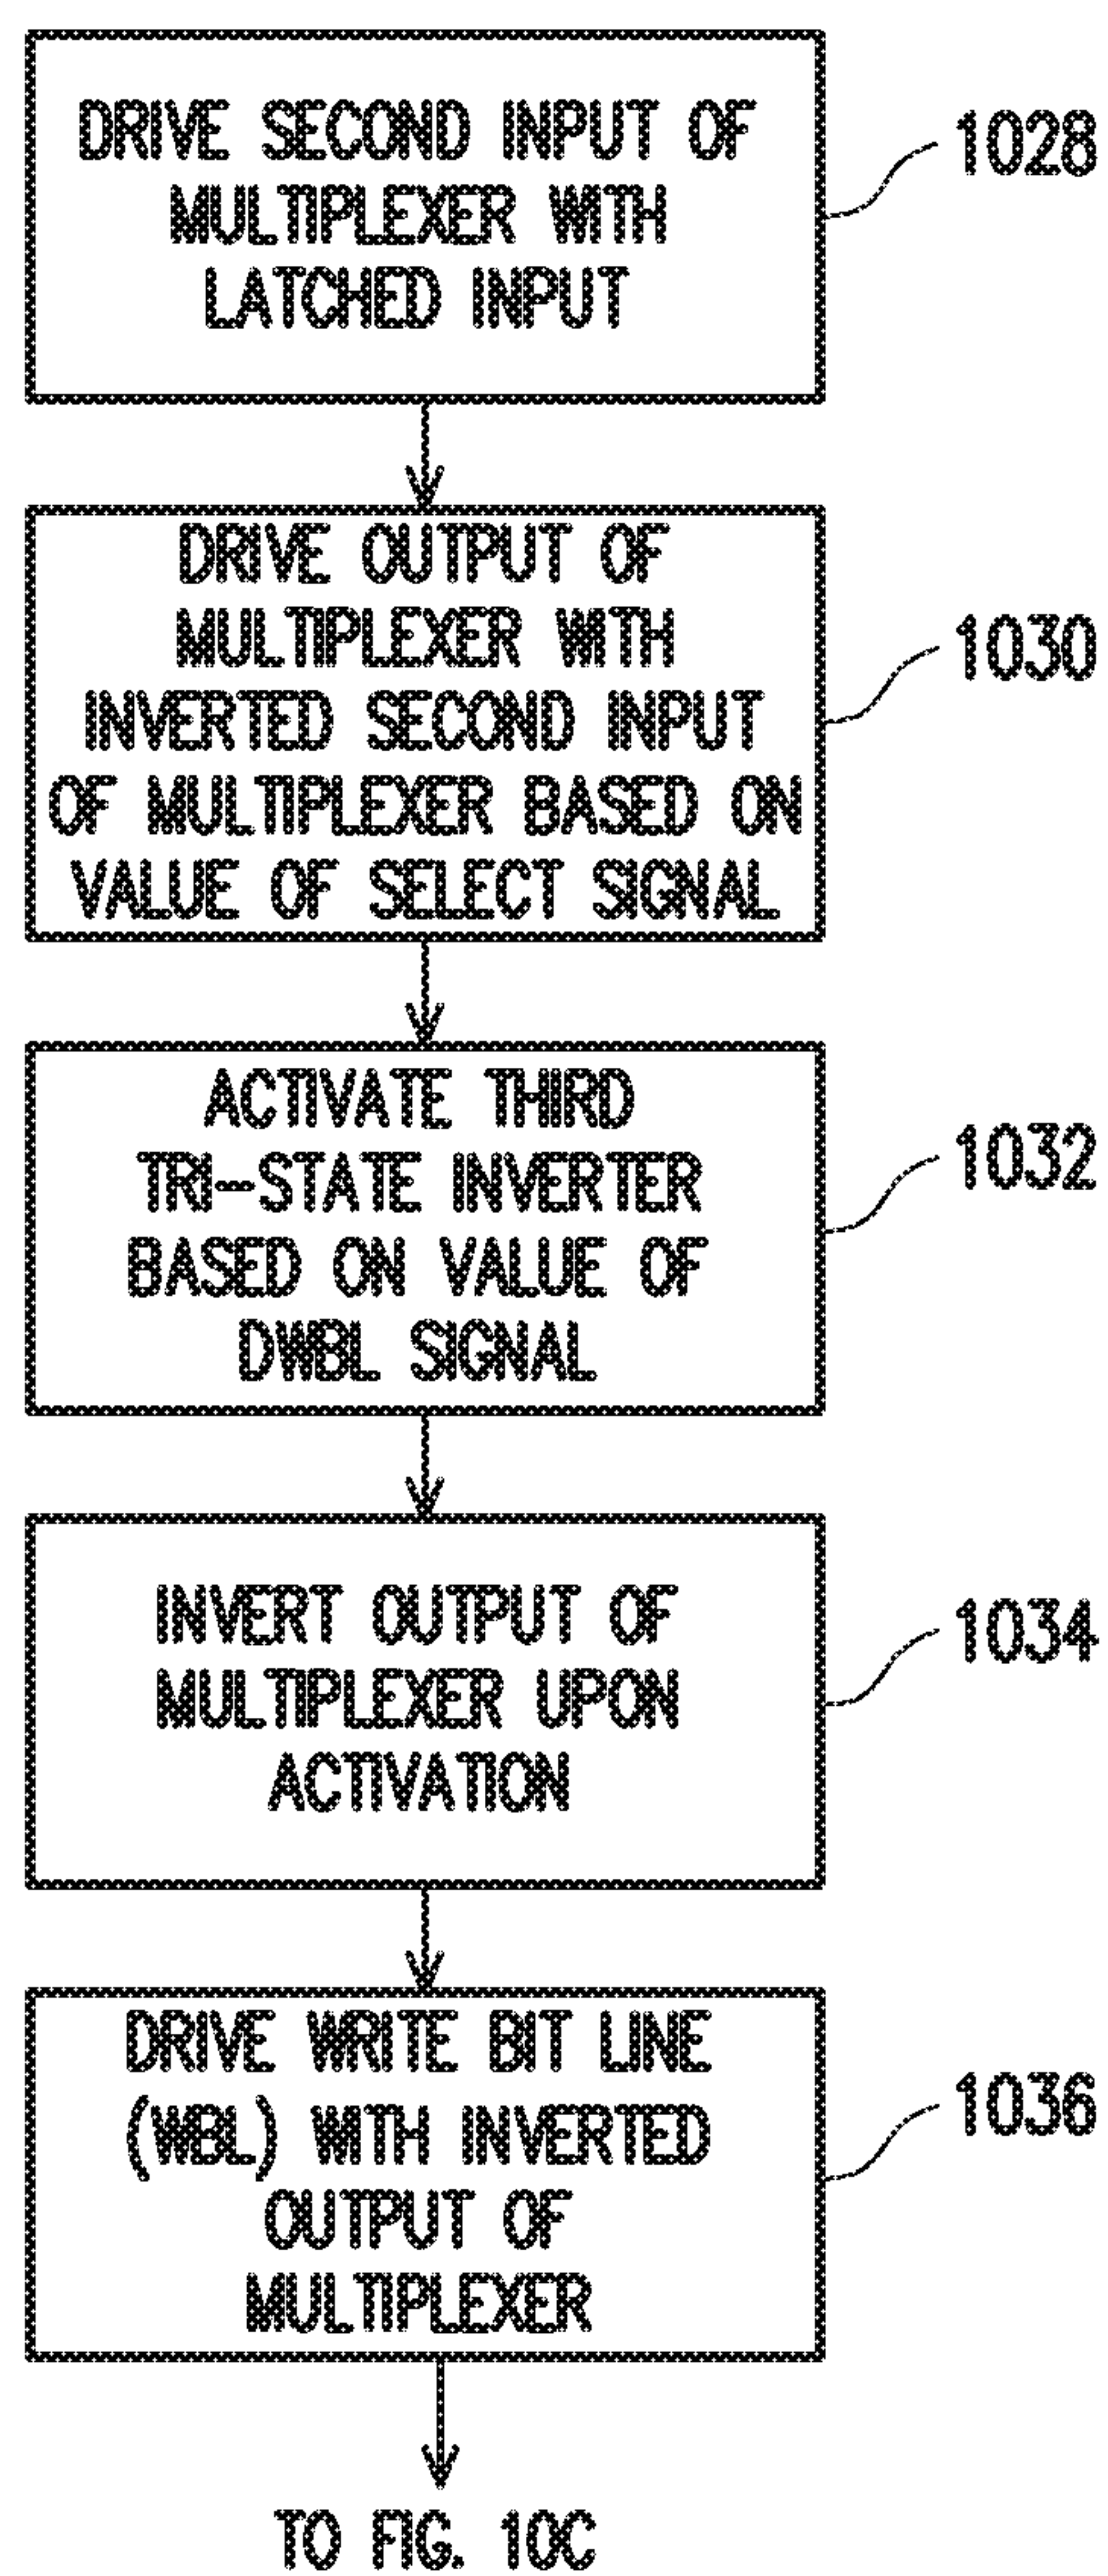 DRIVE SECOND INPUT OF
MULTIPLEXER WITH
LATCHED INPUT
1028
DRIVE OUTPUT OF
MULTIPLEXER WITH
INVERTED SECOND INPUT
OF MULTIPLEXER BASED ON
VALUE OF SELECT SIGNAL
1030
ACTIVATE THIRD
TRI-STATE INVERTER
BASED ON VALUE OF
DWBL SIGNAL
1032
INVERT OUTPUT OF
MULTIPLEXER UPON
ACTIVATION
1034
DRIVE WRITE BIT LINE
(WBL) WITH INVERTED
OUTPUT OF
MULTIPLEXER
1036
TO FIG. 10C